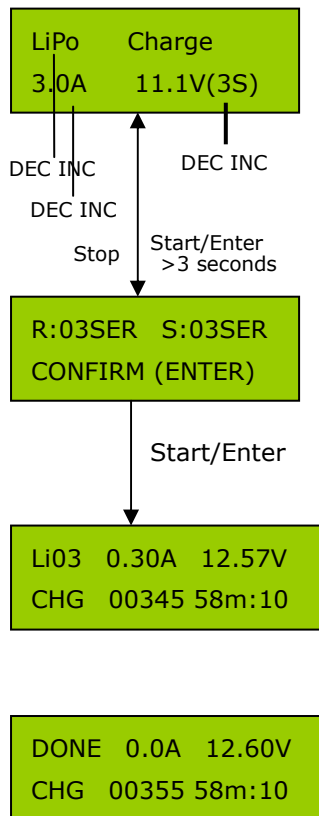 LiPo Charge
3.0A 11.1V(3S)
DEC INC
DEC INC
DEC INC
Stop
Start/Enter
>3 seconds
R:03SER S:03SER
CONFIRM (ENTER)
Start/Enter
Li03 0.30A 12.57V
CHG 00345 58m:10
DONE 0.0A 12.60V
CHG 00355 58m:10